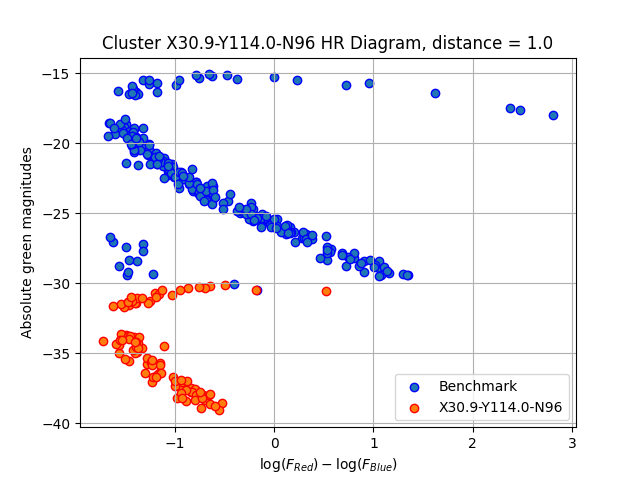 Cluster X30.9-Y114.0-N96 HR Diagram, distance = 1.0
Absolute green magnitudes
−15
−20
−25
−30
−35
−40
−1
0
1
2
3
log(F_Red) − log(F_Blue)
Benchmark
X30.9-Y114.0-N96